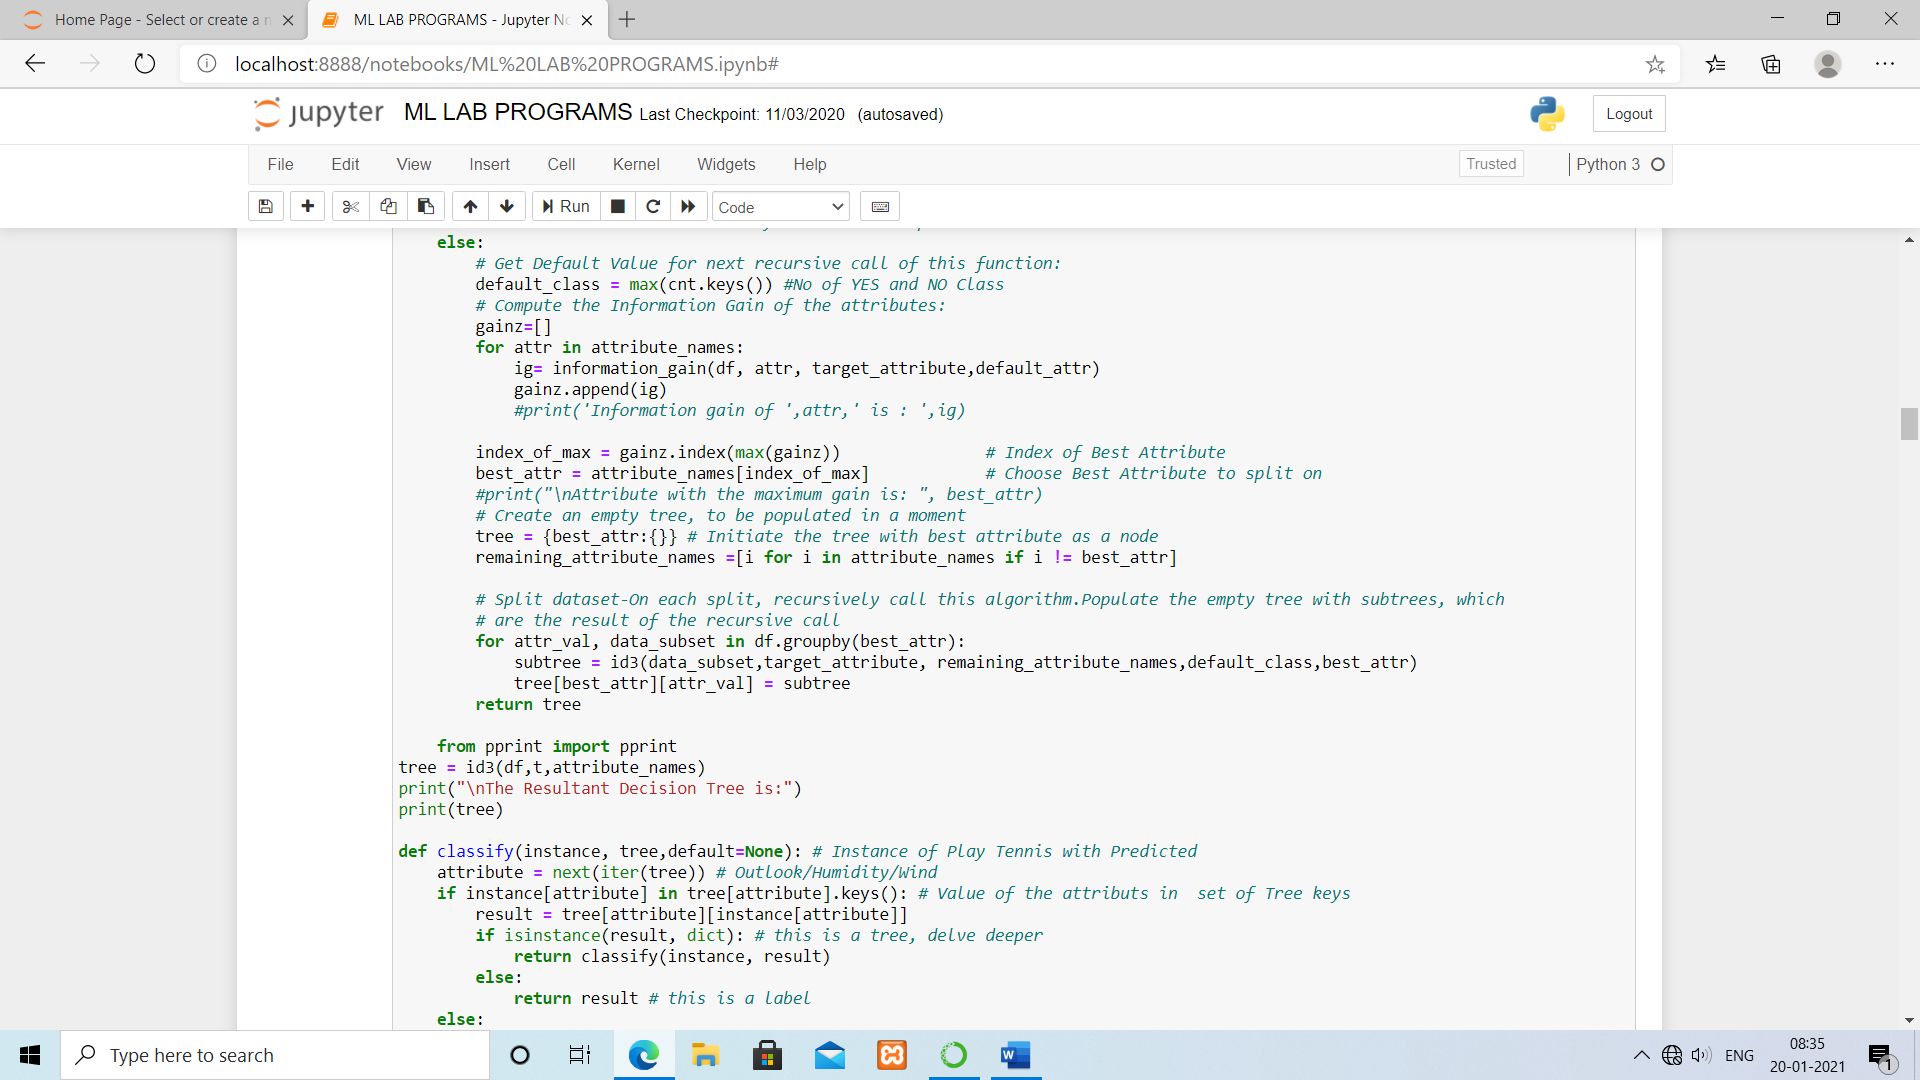 Home Page - Select or create a n
ML LAB PROGRAMS - Jupyter No
localhost:8888/notebooks/ML%20LAB%20PROGRAMS.ipynb#
jupyter ML LAB PROGRAMS Last Checkpoint: 11/03/2020 (autosaved)
Logout
File Edit View Insert Cell Kernel Widgets Help
Trusted
Python 3
Run
Code
else:
# Get Default Value for next recursive call of this function:
default_class = max(cnt.keys()) #No of YES and NO Class
# Compute the Information Gain of the attributes:
gainz=[]
for attr in attribute_names:
ig= information_gain(df, attr, target_attribute,default_attr)
gainz.append(ig)
#print('Information gain of ',attr,' is : ',ig)
index_of_max = gainz.index(max(gainz)) # Index of Best Attribute
best_attr = attribute_names[index_of_max] # Choose Best Attribute to split on
#print("\nAttribute with the maximum gain is: ", best_attr)
# Create an empty tree, to be populated in a moment
tree = {best_attr:{}} # Initiate the tree with best attribute as a node
remaining_attribute_names =[i for i in attribute_names if i != best_attr]
# Split dataset-On each split, recursively call this algorithm.Populate the empty tree with subtrees, which
# are the result of the recursive call
for attr_val, data_subset in df.groupby(best_attr):
subtree = id3(data_subset,target_attribute, remaining_attribute_names,default_class,best_attr)
tree[best_attr][attr_val] = subtree
return tree
from pprint import pprint
tree = id3(df,t,attribute_names)
print("\nThe Resultant Decision Tree is:")
print(tree)
def classify(instance, tree,default=None): # Instance of Play Tennis with Predicted
attribute = next(iter(tree)) # Outlook/Humidity/Wind
if instance[attribute] in tree[attribute].keys(): # Value of the attributs in  set of Tree keys
result = tree[attribute][instance[attribute]]
if isinstance(result, dict): # this is a tree, delve deeper
return classify(instance, result)
else:
return result # this is a label
else:
Type here to search
ENG
08:35
20-01-2021
1